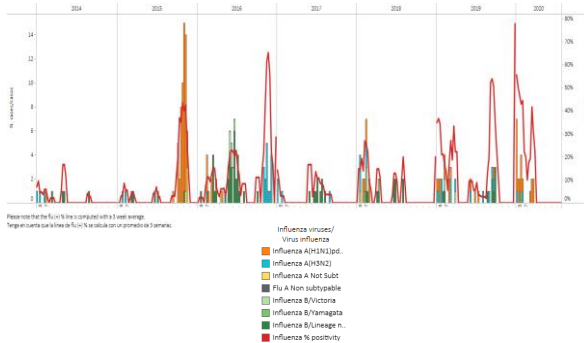 2014 2015 2016 2017 2018 2019 2020
80%
14
70%
12
60%
10
50%
8
40%
6
30%
4
20%
2
10%
0
0%
Please note that the flu (+) % line is computed with a 3 week average.
Tenga en cuenta que la linea de flu (+) % se calcula con un promedio de 3 semanas.
Influenza viruses/
Virus influenza
Influenza A(H1N1)pd..
Influenza A(H3N2)
Influenza A Not Subt
Flu A Non subtypable
Influenza B/Victoria
Influenza B/Yamagata
Influenza B/Lineage n..
Influenza % positivity